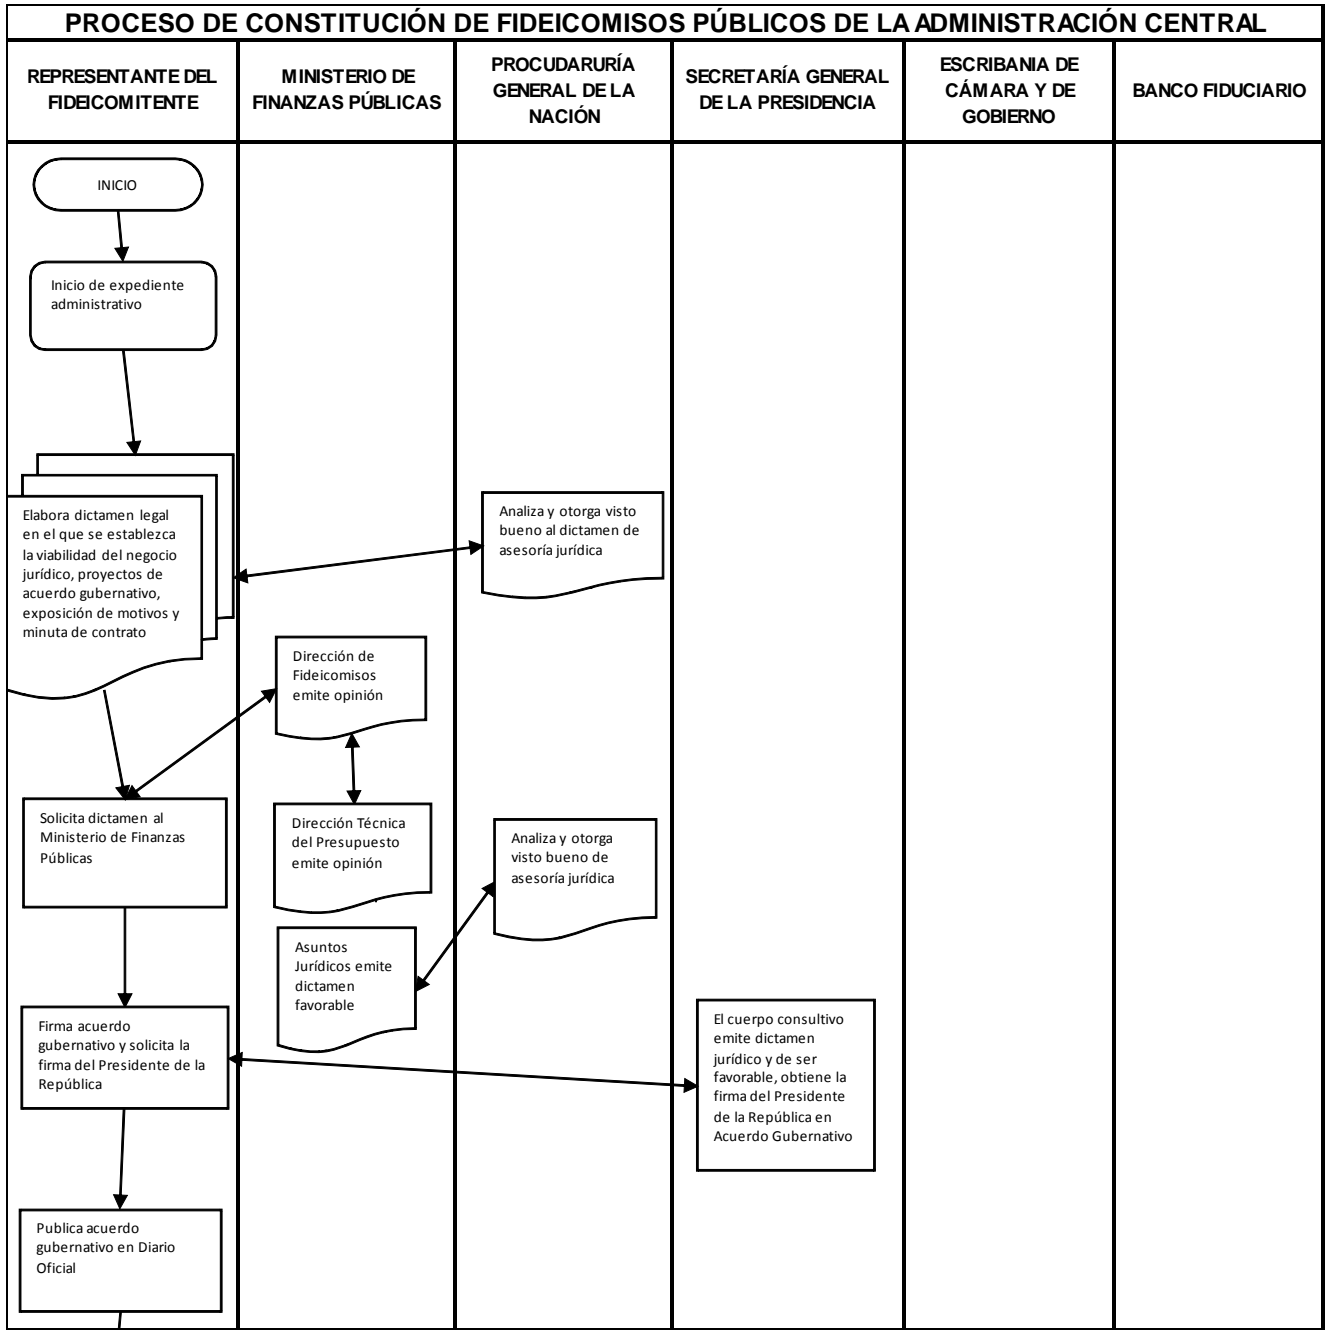 PROCESO DE CONSTITUCIÓN DE FIDEICOMISOS PÚBLICOS DE LA ADMINISTRACIÓN CENTRAL
REPRESENTANTE DEL
FIDEICOMITENTE
MINISTERIO DE
FINANZAS PÚBLICAS
PROCUDARURÍA
GENERAL DE LA
NACIÓN
SECRETARÍA GENERAL
DE LA PRESIDENCIA
ESCRIBANIA DE
CÁMARA Y DE
GOBIERNO
BANCO FIDUCIARIO
INICIO
Inicio de expediente
administrativo
Elabora dictamen legal
en el que se establezca
la viabilidad del negocio
jurídico, proyectos de
acuerdo gubernativo,
exposición de motivos y
minuta de contrato
Analiza y otorga visto
bueno al dictamen de
asesoría jurídica
Dirección de
Fideicomisos
emite opinión
Solicita dictamen al
Ministerio de Finanzas
Públicas
Dirección Técnica
del Presupuesto
emite opinión
Analiza y otorga
visto bueno de
asesoría jurídica
Asuntos
Jurídicos emite
dictamen
favorable
Firma acuerdo
gubernativo y solicita la
firma del Presidente de la
República
El cuerpo consultivo
emite dictamen
jurídico y de ser
favorable, obtiene la
firma del Presidente
de la República en
Acuerdo Gubernativo
Publica acuerdo
gubernativo en Diario
Oficial